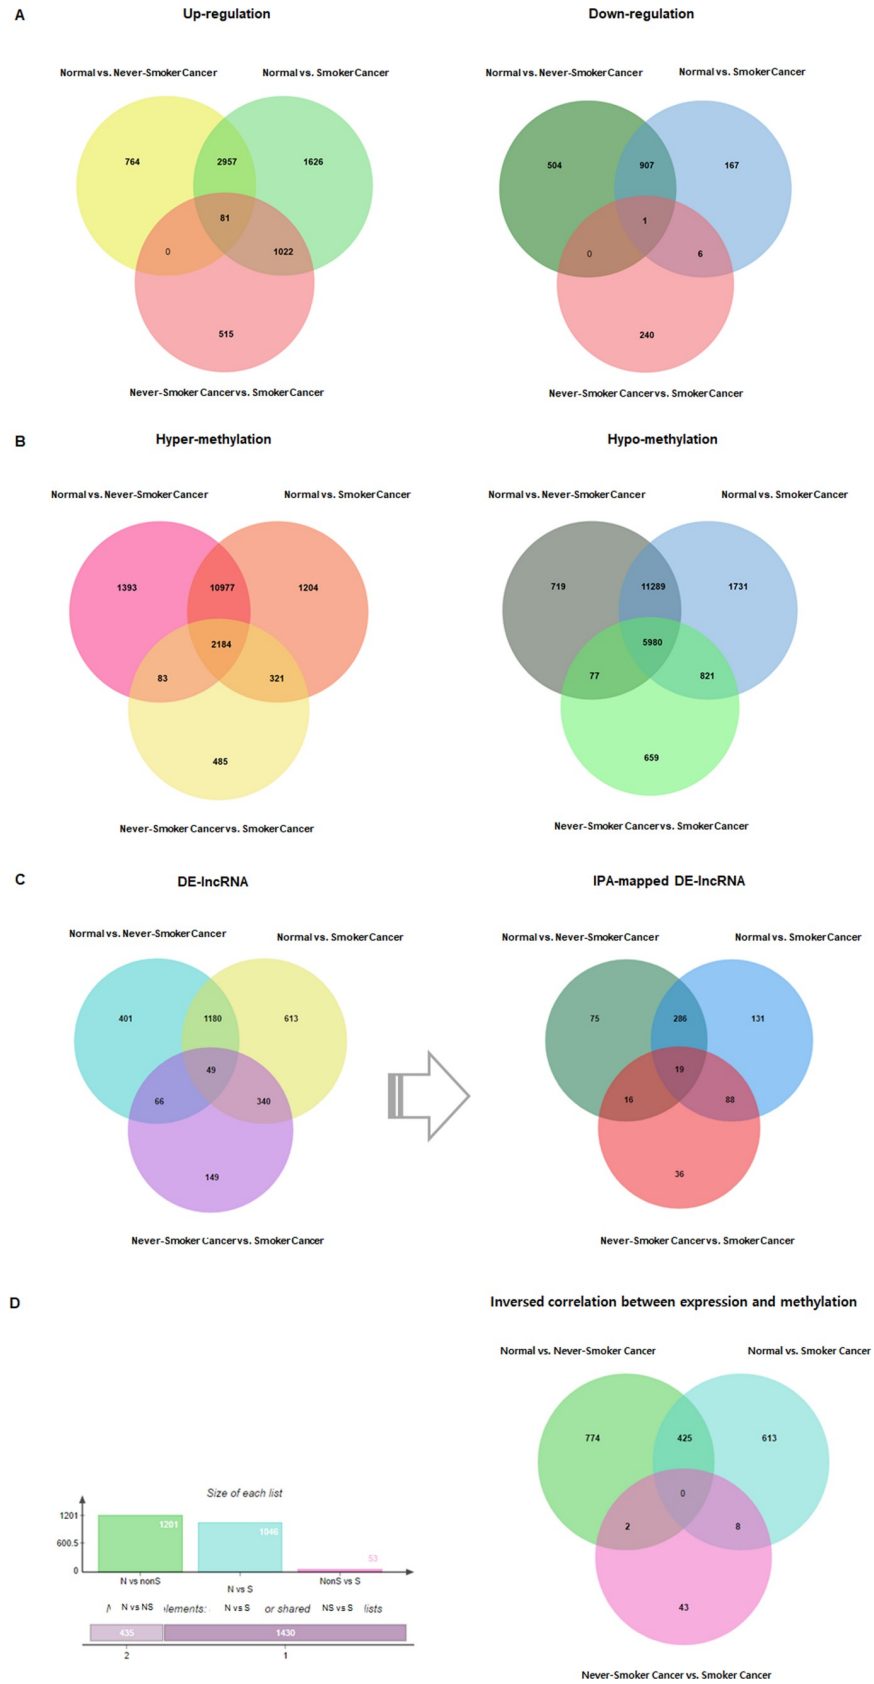 A
Up-regulation
Down-regulation
Normal vs. Never-Smoker Cancer
Normal vs. Smoker Cancer
Normal vs. Never-Smoker Cancer
Normal vs. Smoker Cancer
764
2957
1626
504
907
167
81
1
0
1022
0
6
515
240
Never-Smoker Cancer vs. Smoker Cancer
Never-Smoker Cancer vs. Smoker Cancer
B
Hyper-methylation
Hypo-methylation
Normal vs. Never-Smoker Cancer
Normal vs. Smoker Cancer
Normal vs. Never-Smoker Cancer
Normal vs. Smoker Cancer
1393
10977
1204
719
11289
1731
2184
5980
83
321
77
821
485
659
Never-Smoker Cancer vs. Smoker Cancer
Never-Smoker Cancer vs. Smoker Cancer
C
DE-lncRNA
IPA-mapped DE-lncRNA
Normal vs. Never-Smoker Cancer
Normal vs. Smoker Cancer
Normal vs. Never-Smoker Cancer
Normal vs. Smoker Cancer
401
1180
613
75
286
131
49
19
66
340
16
88
149
36
Never-Smoker Cancer vs. Smoker Cancer
Never-Smoker Cancer vs. Smoker Cancer
D
Inversed correlation between expression and methylation
Normal vs. Never-Smoker Cancer
Normal vs. Smoker Cancer
774
425
613
0
2
8
43
Never-Smoker Cancer vs. Smoker Cancer
Size of each list
1201
600.5
0
1201
1046
53
N vs nonS
N vs S
NonS vs S
N vs NS lements: N vs S or shared NS vs S lists
435
1430
2
1